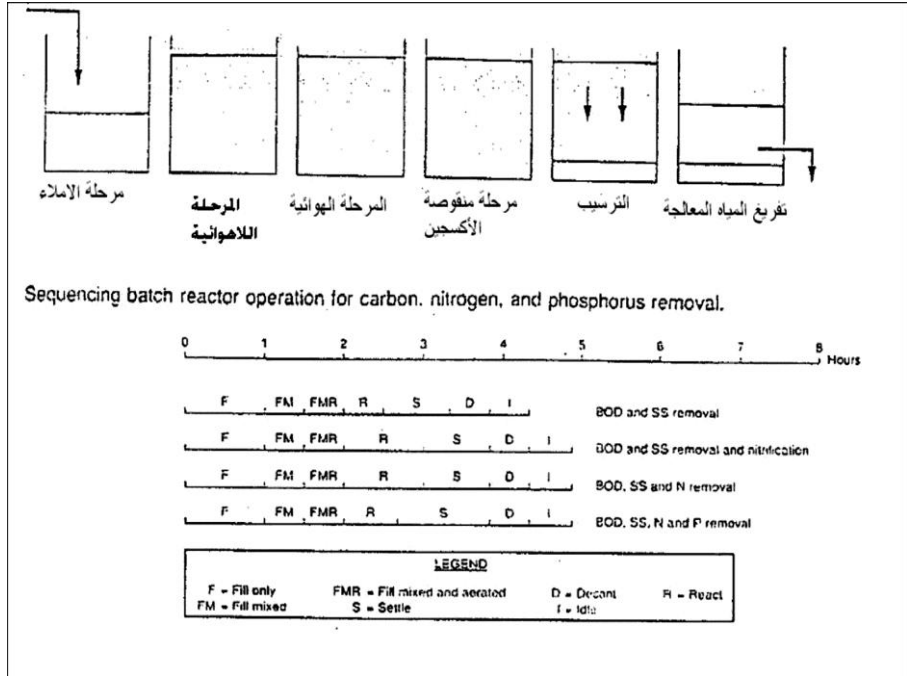 مرحلة الاملاء
المرحلة اللاهوائية
المرحلة الهوائية
مرحلة منقوصة الأكسجين
الترسيب
تفريغ المياه المعالجة
Sequencing batch reactor operation for carbon, nitrogen, and phosphorus removal.
0 1 2 3 4 5 6 7 8 Hours
F FM FMR R S D I BOD and SS removal
F FM FMR R S D I BOD and SS removal and nitrification
F FM FMR R S D I BOD, SS and N removal
F FM FMR R S D I BOD, SS, N and P removal
LEGEND
F = Fill only FMR = Fill mixed and aerated D = Decant R = React
FM = Fill mixed S = Settle I = Idle